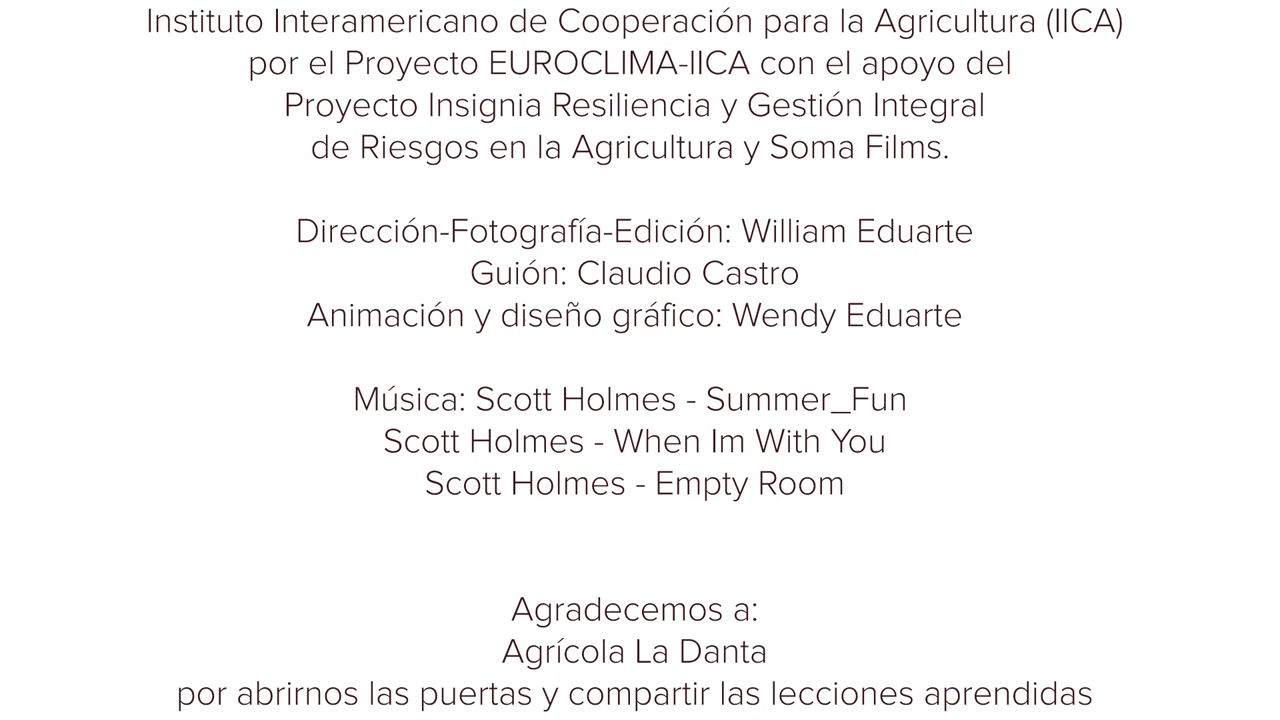 Instituto Interamericano de Cooperación para la Agricultura (IICA)
por el Proyecto EUROCLIMA-IICA con el apoyo del
Proyecto Insignia Resiliencia y Gestión Integral
de Riesgos en la Agricultura y Soma Films.
Dirección-Fotografía-Edición: William Eduarte
Guión: Claudio Castro
Animación y diseño gráfico: Wendy Eduarte
Música: Scott Holmes - Summer_Fun
Scott Holmes - When Im With You
Scott Holmes - Empty Room
Agradecemos a:
Agrícola La Danta
por abrirnos las puertas y compartir las lecciones aprendidas